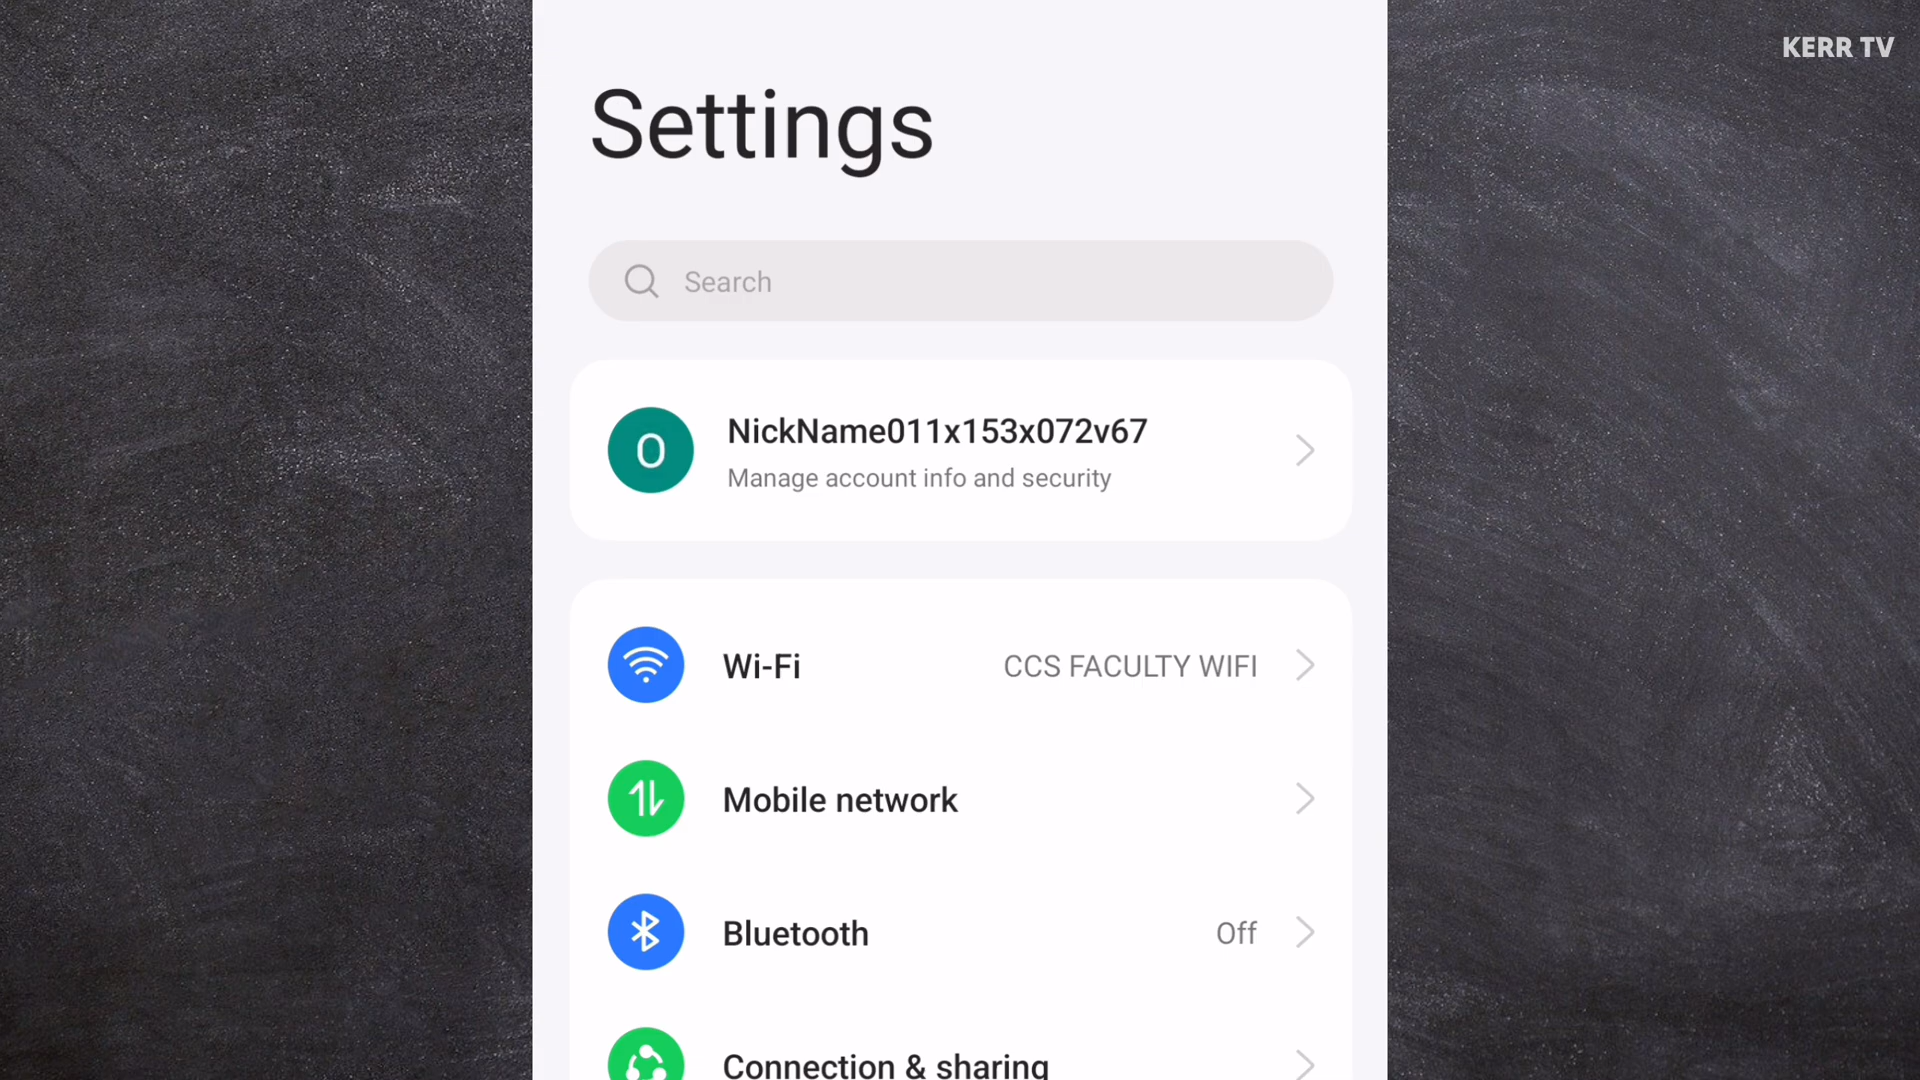 KERR TV
Settings
Search
O
NickName011x153x072v67
Manage account info and security
Wi-Fi CCS FACULTY WIFI
Mobile network
Bluetooth Off
Connection & sharing